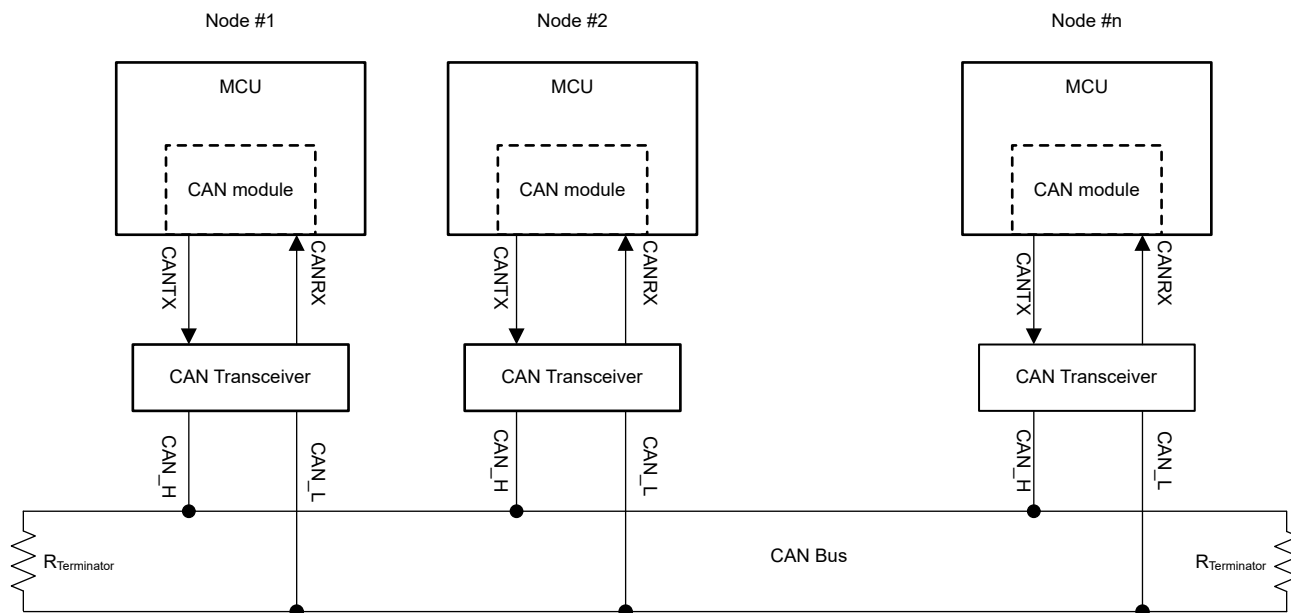 Node #1
Node #2
Node #n
MCU
MCU
MCU
CAN module
CAN module
CAN module
CANTX
CANRX
CANTX
CANRX
CANTX
CANRX
CAN Transceiver
CAN Transceiver
CAN Transceiver
CAN_H
CAN_L
CAN_H
CAN_L
CAN_H
CAN_L
RTerminator
CAN Bus
RTerminator